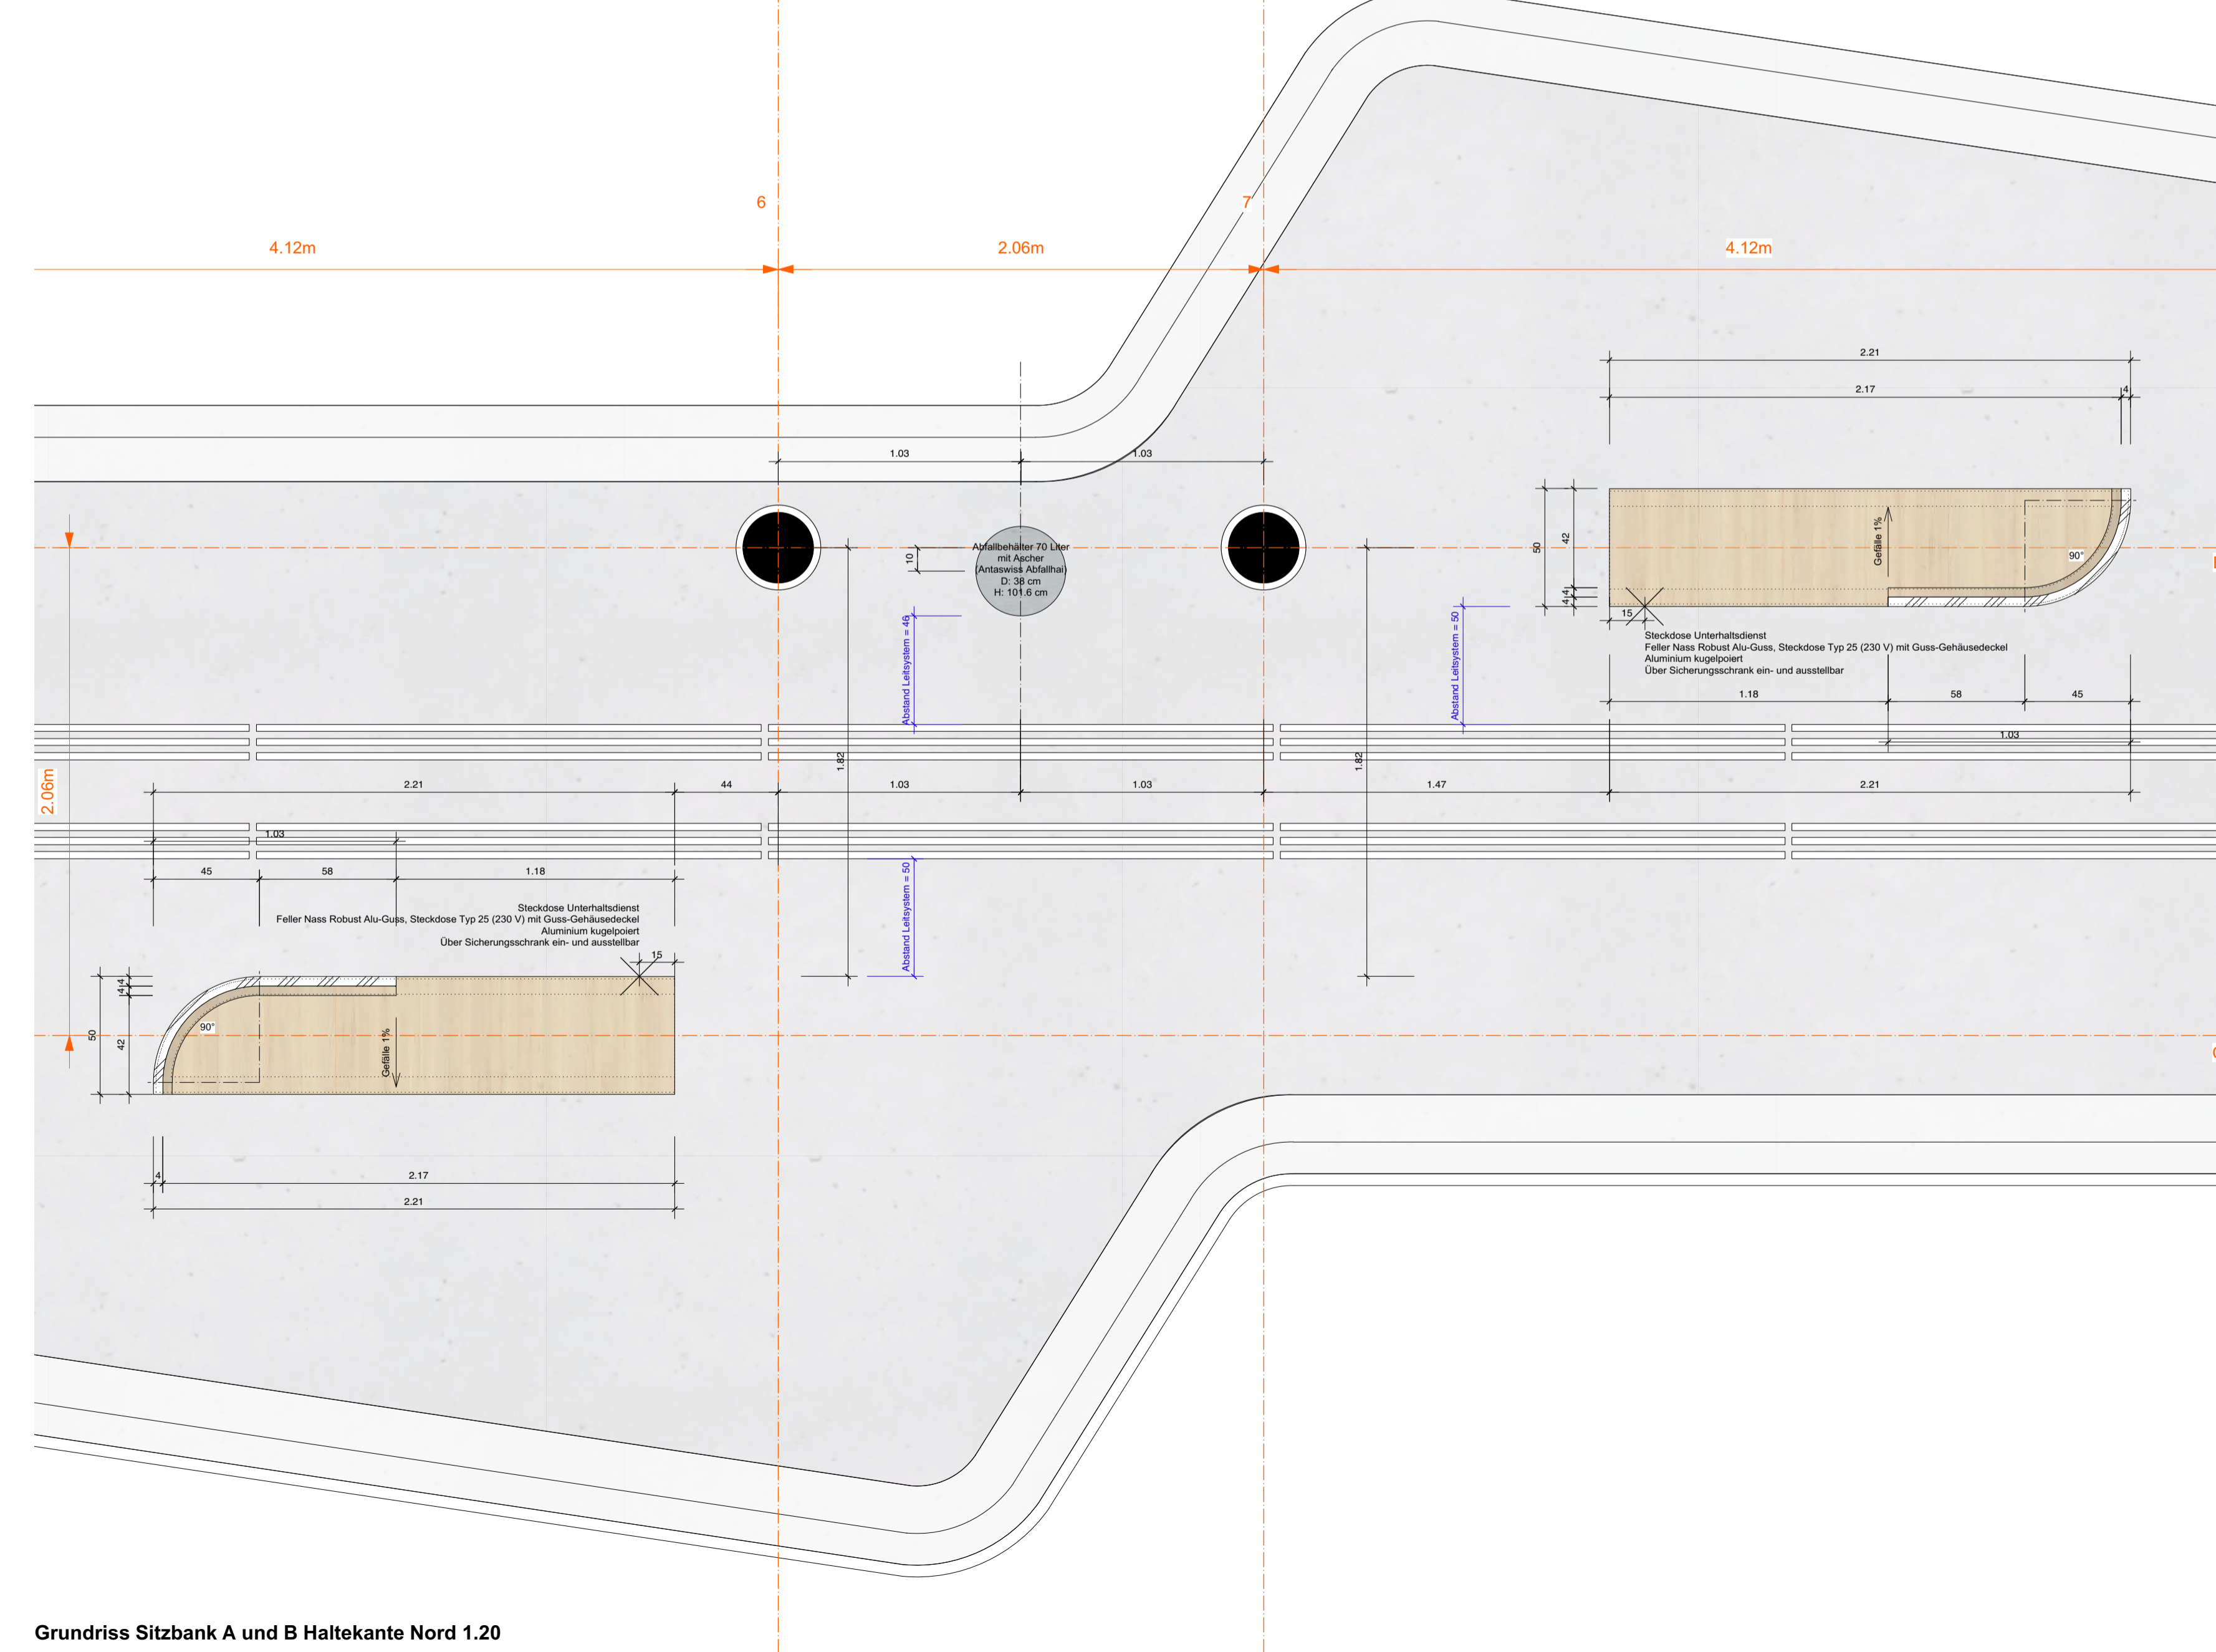 6
7
4.12m
2.06m
4.12m
2.21
2.17
4
1.03
1.03
50
42
4
4
Gefälle 1%
90°
15
10
Abfallbehälter 70 Liter
mit Ascher
(Antaswiss Abfallhai)
D: 38 cm
H: 101.6 cm
Abstand Leitsystem = 46
Abstand Leitsystem = 50
Steckdose Unterhaltsdienst
Feller Nass Robust Alu-Guss, Steckdose Typ 25 (230 V) mit Guss-Gehäusedeckel
Aluminium kugelpoiert
Über Sicherungsschrank ein- und ausstellbar
1.18
58
45
1.03
1.82
1.82
2.06m
2.21
44
1.03
1.03
1.47
2.21
1.03
45
58
1.18
Abstand Leitsystem = 50
Steckdose Unterhaltsdienst
Feller Nass Robust Alu-Guss, Steckdose Typ 25 (230 V) mit Guss-Gehäusedeckel
Aluminium kugelpoiert
Über Sicherungsschrank ein- und ausstellbar
15
4
4
50
42
90°
Gefälle 1%
4
2.17
2.21
Grundriss Sitzbank A und B Haltekante Nord 1.20